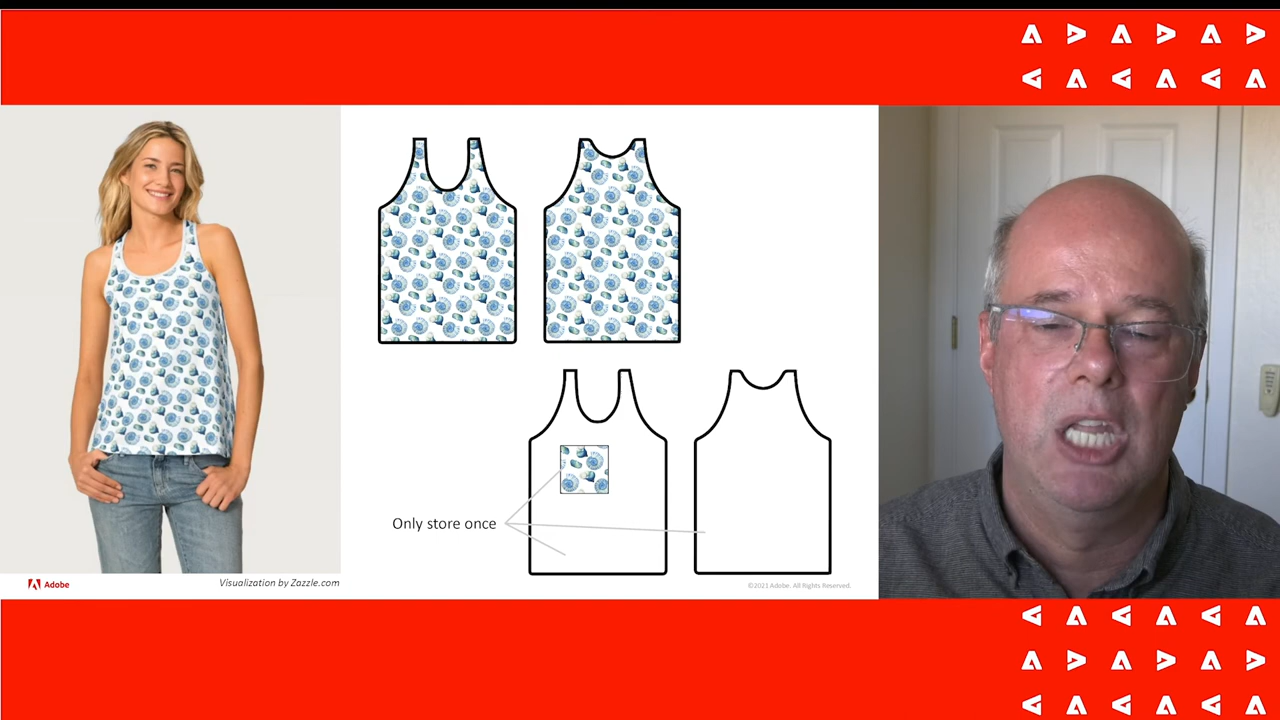 Only store once
Adobe
Visualization by Zazzle.com
©2021 Adobe. All Rights Reserved.